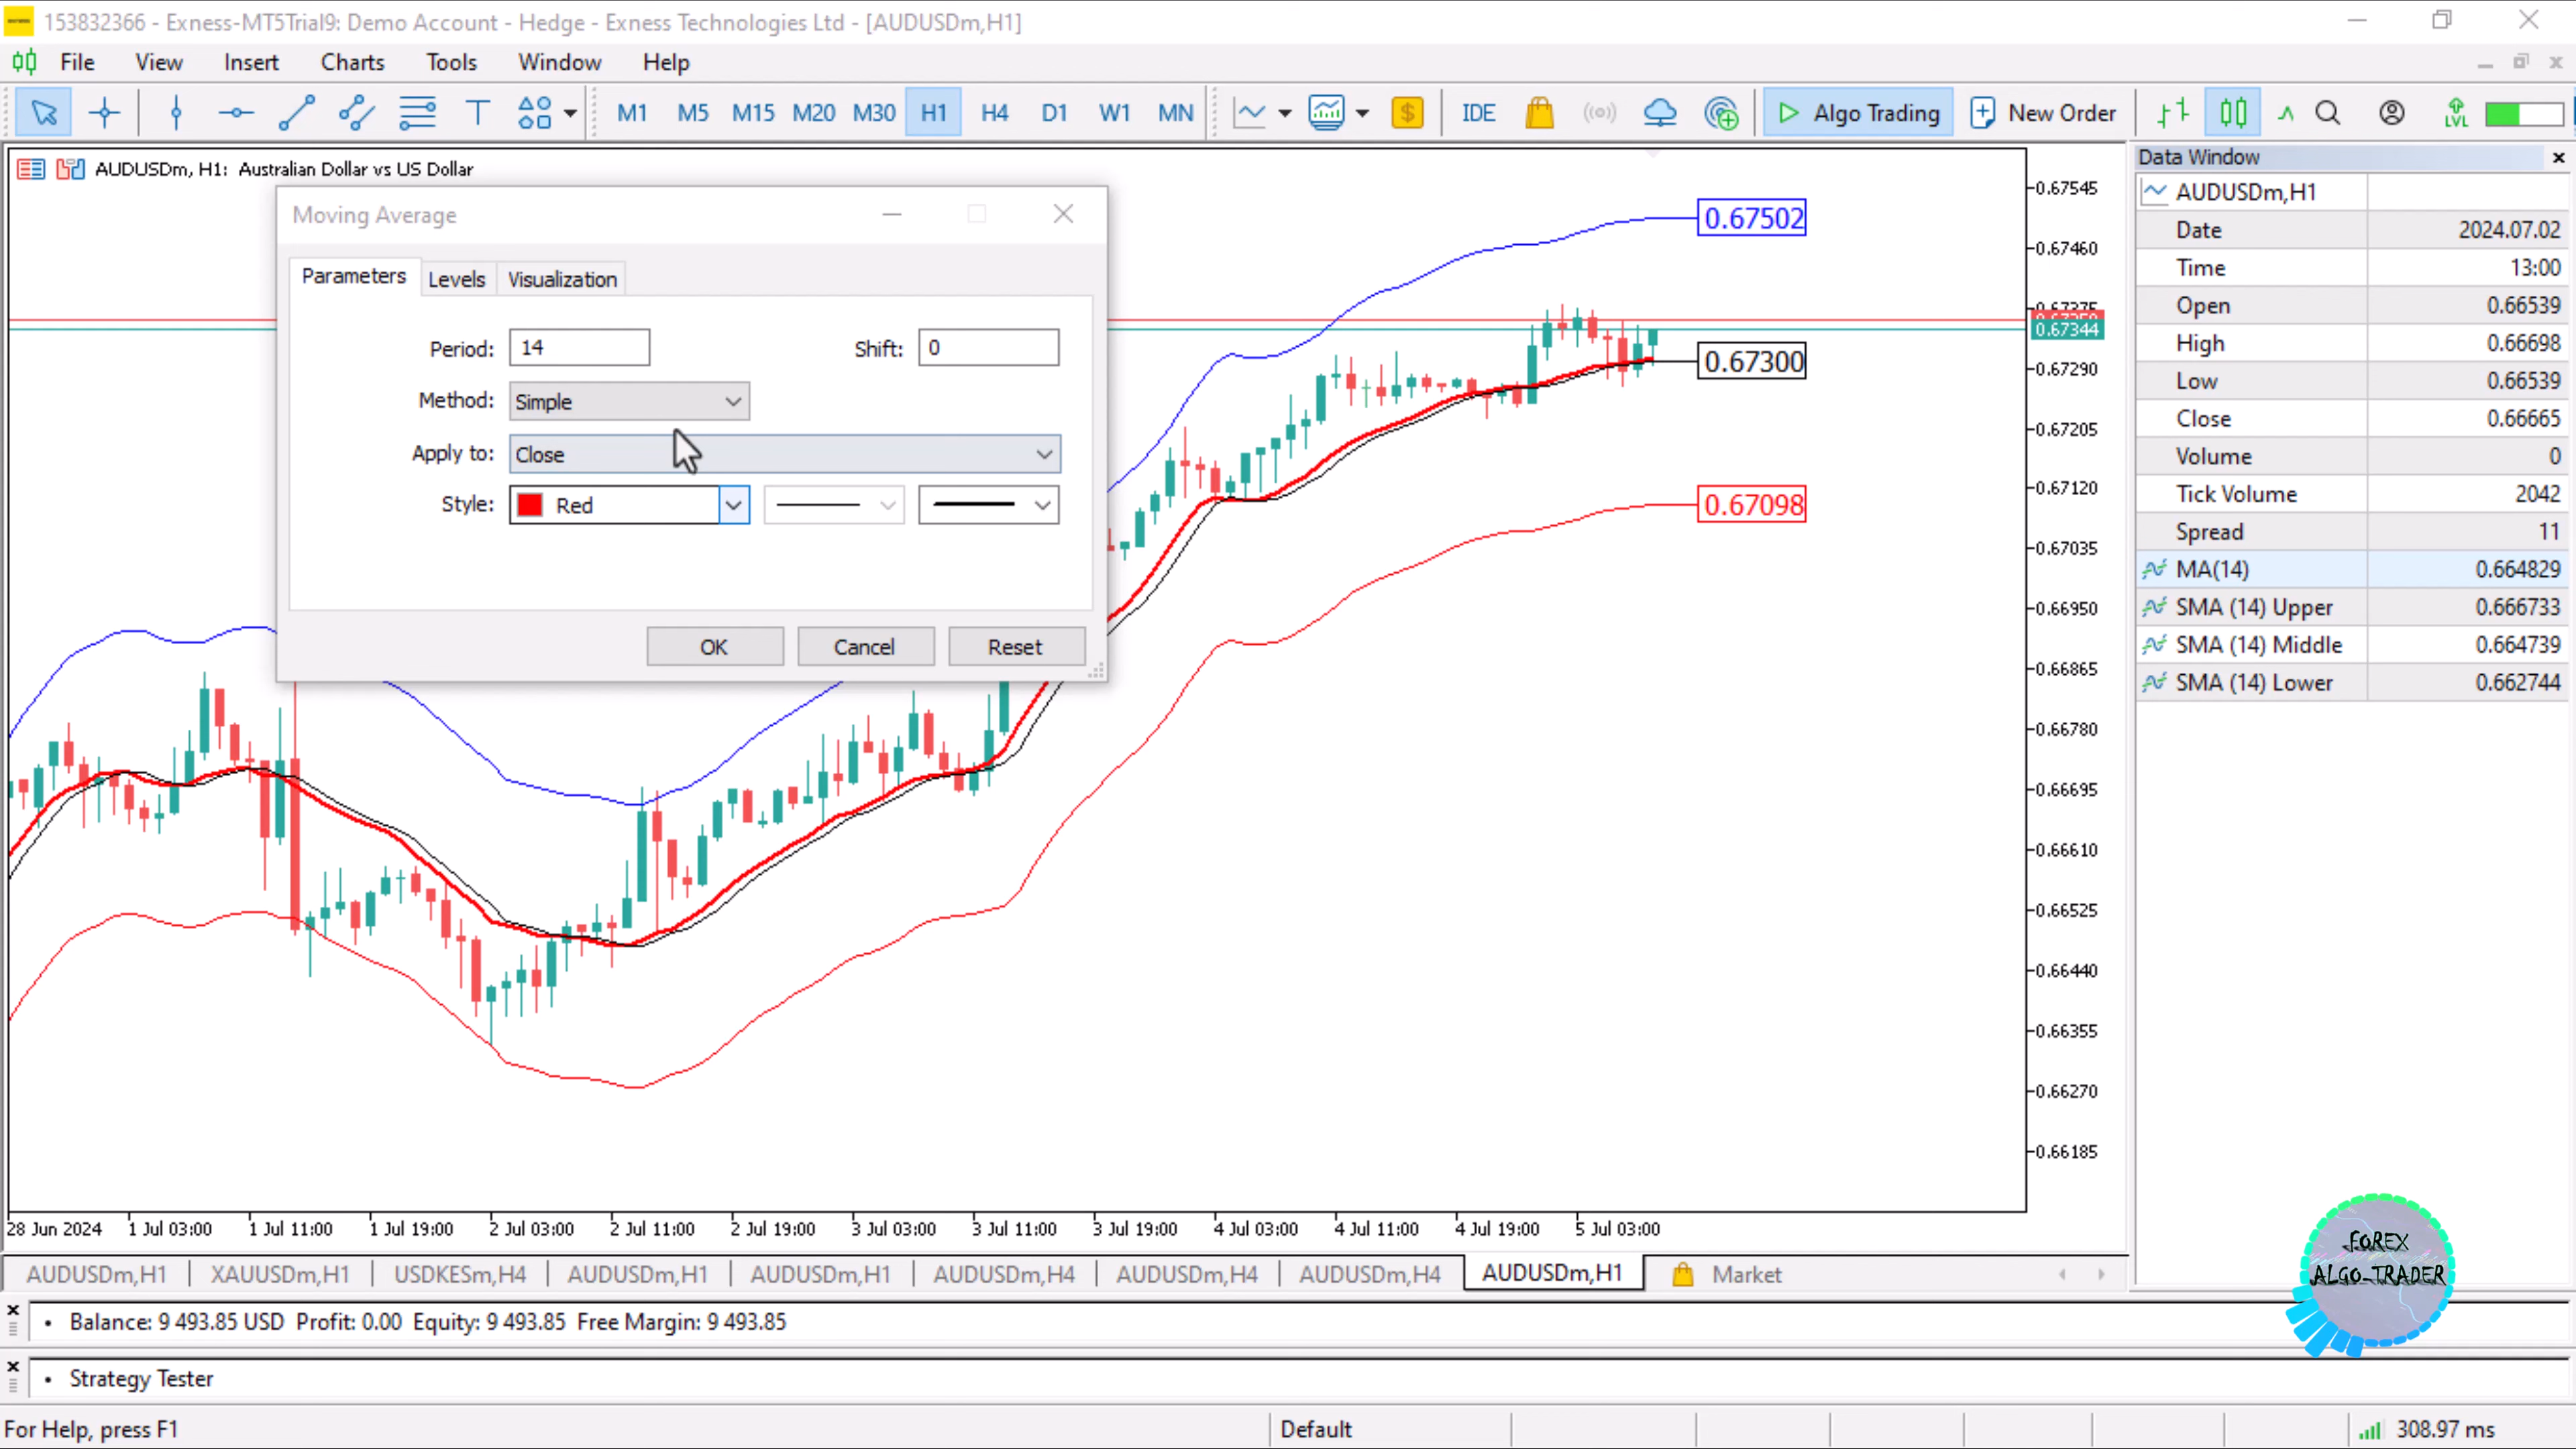 153832366 - Exness-MT5Trial9: Demo Account - Hedge - Exness Technologies Ltd - [AUDUSDm,H1]
File View Insert Charts Tools Window Help
M1 M5 M15 M20 M30 H1 H4 D1 W1 MN IDE Algo Trading New Order LVL
AUDUSDm, H1: Australian Dollar vs US Dollar
Moving Average
Parameters Levels Visualization
Period: 14 Shift: 0
Method: Simple
Apply to: Close
Style: Red
OK Cancel Reset
0.67502
0.67300
0.67098
0.67545
0.67460
0.67375
0.67344
0.67290
0.67205
0.67120
0.67035
0.66950
0.66865
0.66780
0.66695
0.66610
0.66525
0.66440
0.66355
0.66270
0.66185
28 Jun 2024 1 Jul 03:00 1 Jul 11:00 1 Jul 19:00 2 Jul 03:00 2 Jul 11:00 2 Jul 19:00 3 Jul 03:00 3 Jul 11:00 3 Jul 19:00 4 Jul 03:00 4 Jul 11:00 4 Jul 19:00 5 Jul 03:00
Data Window
AUDUSDm,H1
Date 2024.07.02
Time 13:00
Open 0.66539
High 0.66698
Low 0.66539
Close 0.66665
Volume 0
Tick Volume 2042
Spread 11
MA(14) 0.664829
SMA (14) Upper 0.666733
SMA (14) Middle 0.664739
SMA (14) Lower 0.662744
FOREX
ALGO_TRADER
AUDUSDm,H1 XAUUSDm,H1 USDKESm,H4 AUDUSDm,H1 AUDUSDm,H1 AUDUSDm,H4 AUDUSDm,H4 AUDUSDm,H4 AUDUSDm,H1 Market
Balance: 9 493.85 USD Profit: 0.00 Equity: 9 493.85 Free Margin: 9 493.85
Strategy Tester
For Help, press F1 Default 308.97 ms